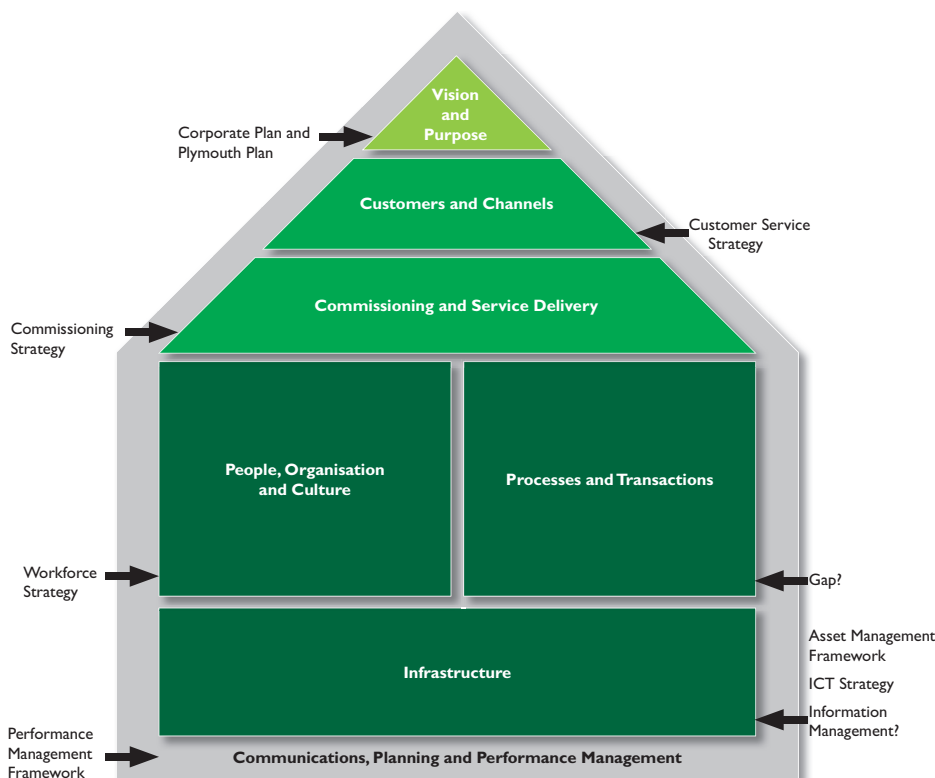 Vision
and
Purpose
Corporate Plan and
Plymouth Plan
Customers and Channels
Customer Service
Strategy
Commissioning and Service Delivery
Commissioning
Strategy
People, Organisation
and Culture
Processes and Transactions
Workforce
Strategy
Gap?
Infrastructure
Asset Management
Framework
ICT Strategy
Information
Management?
Performance
Management
Framework
Communications, Planning and Performance Management